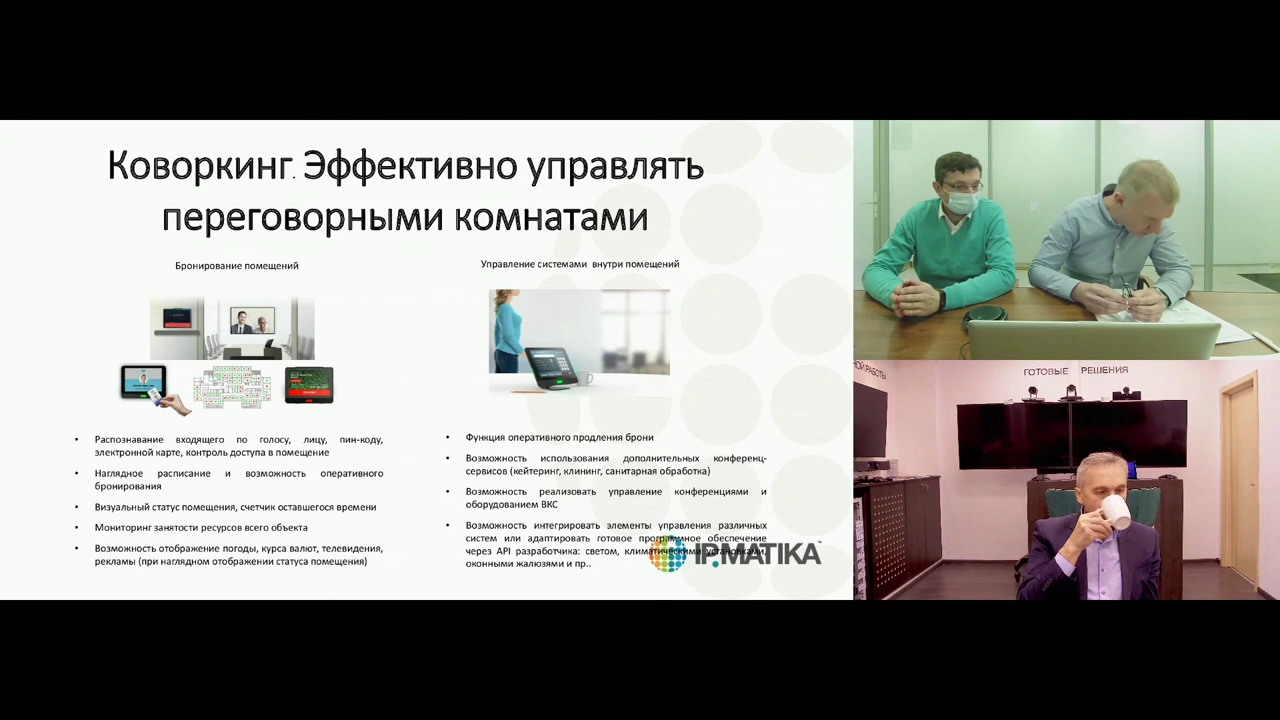 Коворкинг. Эффективно управлять
переговорными комнатами
Бронирование помещений
Распознавание входящего по голосу, лицу, пин-коду,
электронной карте, контроль доступа в помещение
Наглядное расписание и возможность оперативного
бронирования
Визуальный статус помещения, счетчик оставшегося времени
Мониторинг занятости ресурсов всего объекта
Возможность отображение погоды, курса валют, телевидения,
рекламы (при наглядном отображении статуса помещения)
Управление системами внутри помещений
Функция оперативного продления брони
Возможность использования дополнительных конференц-
сервисов (кейтеринг, клининг, санитарная обработка)
Возможность реализовать управление конференциями и
оборудованием ВКС
Возможность интегрировать элементы управления различных
систем или адаптировать готовое программное обеспечение
через API разработчика: светом, климатическими установками,
оконными жалюзями и пр..
IPMATIKA™
НОЙ РАБОТЫ
ГОТОВЫЕ РЕШЕНИЯ